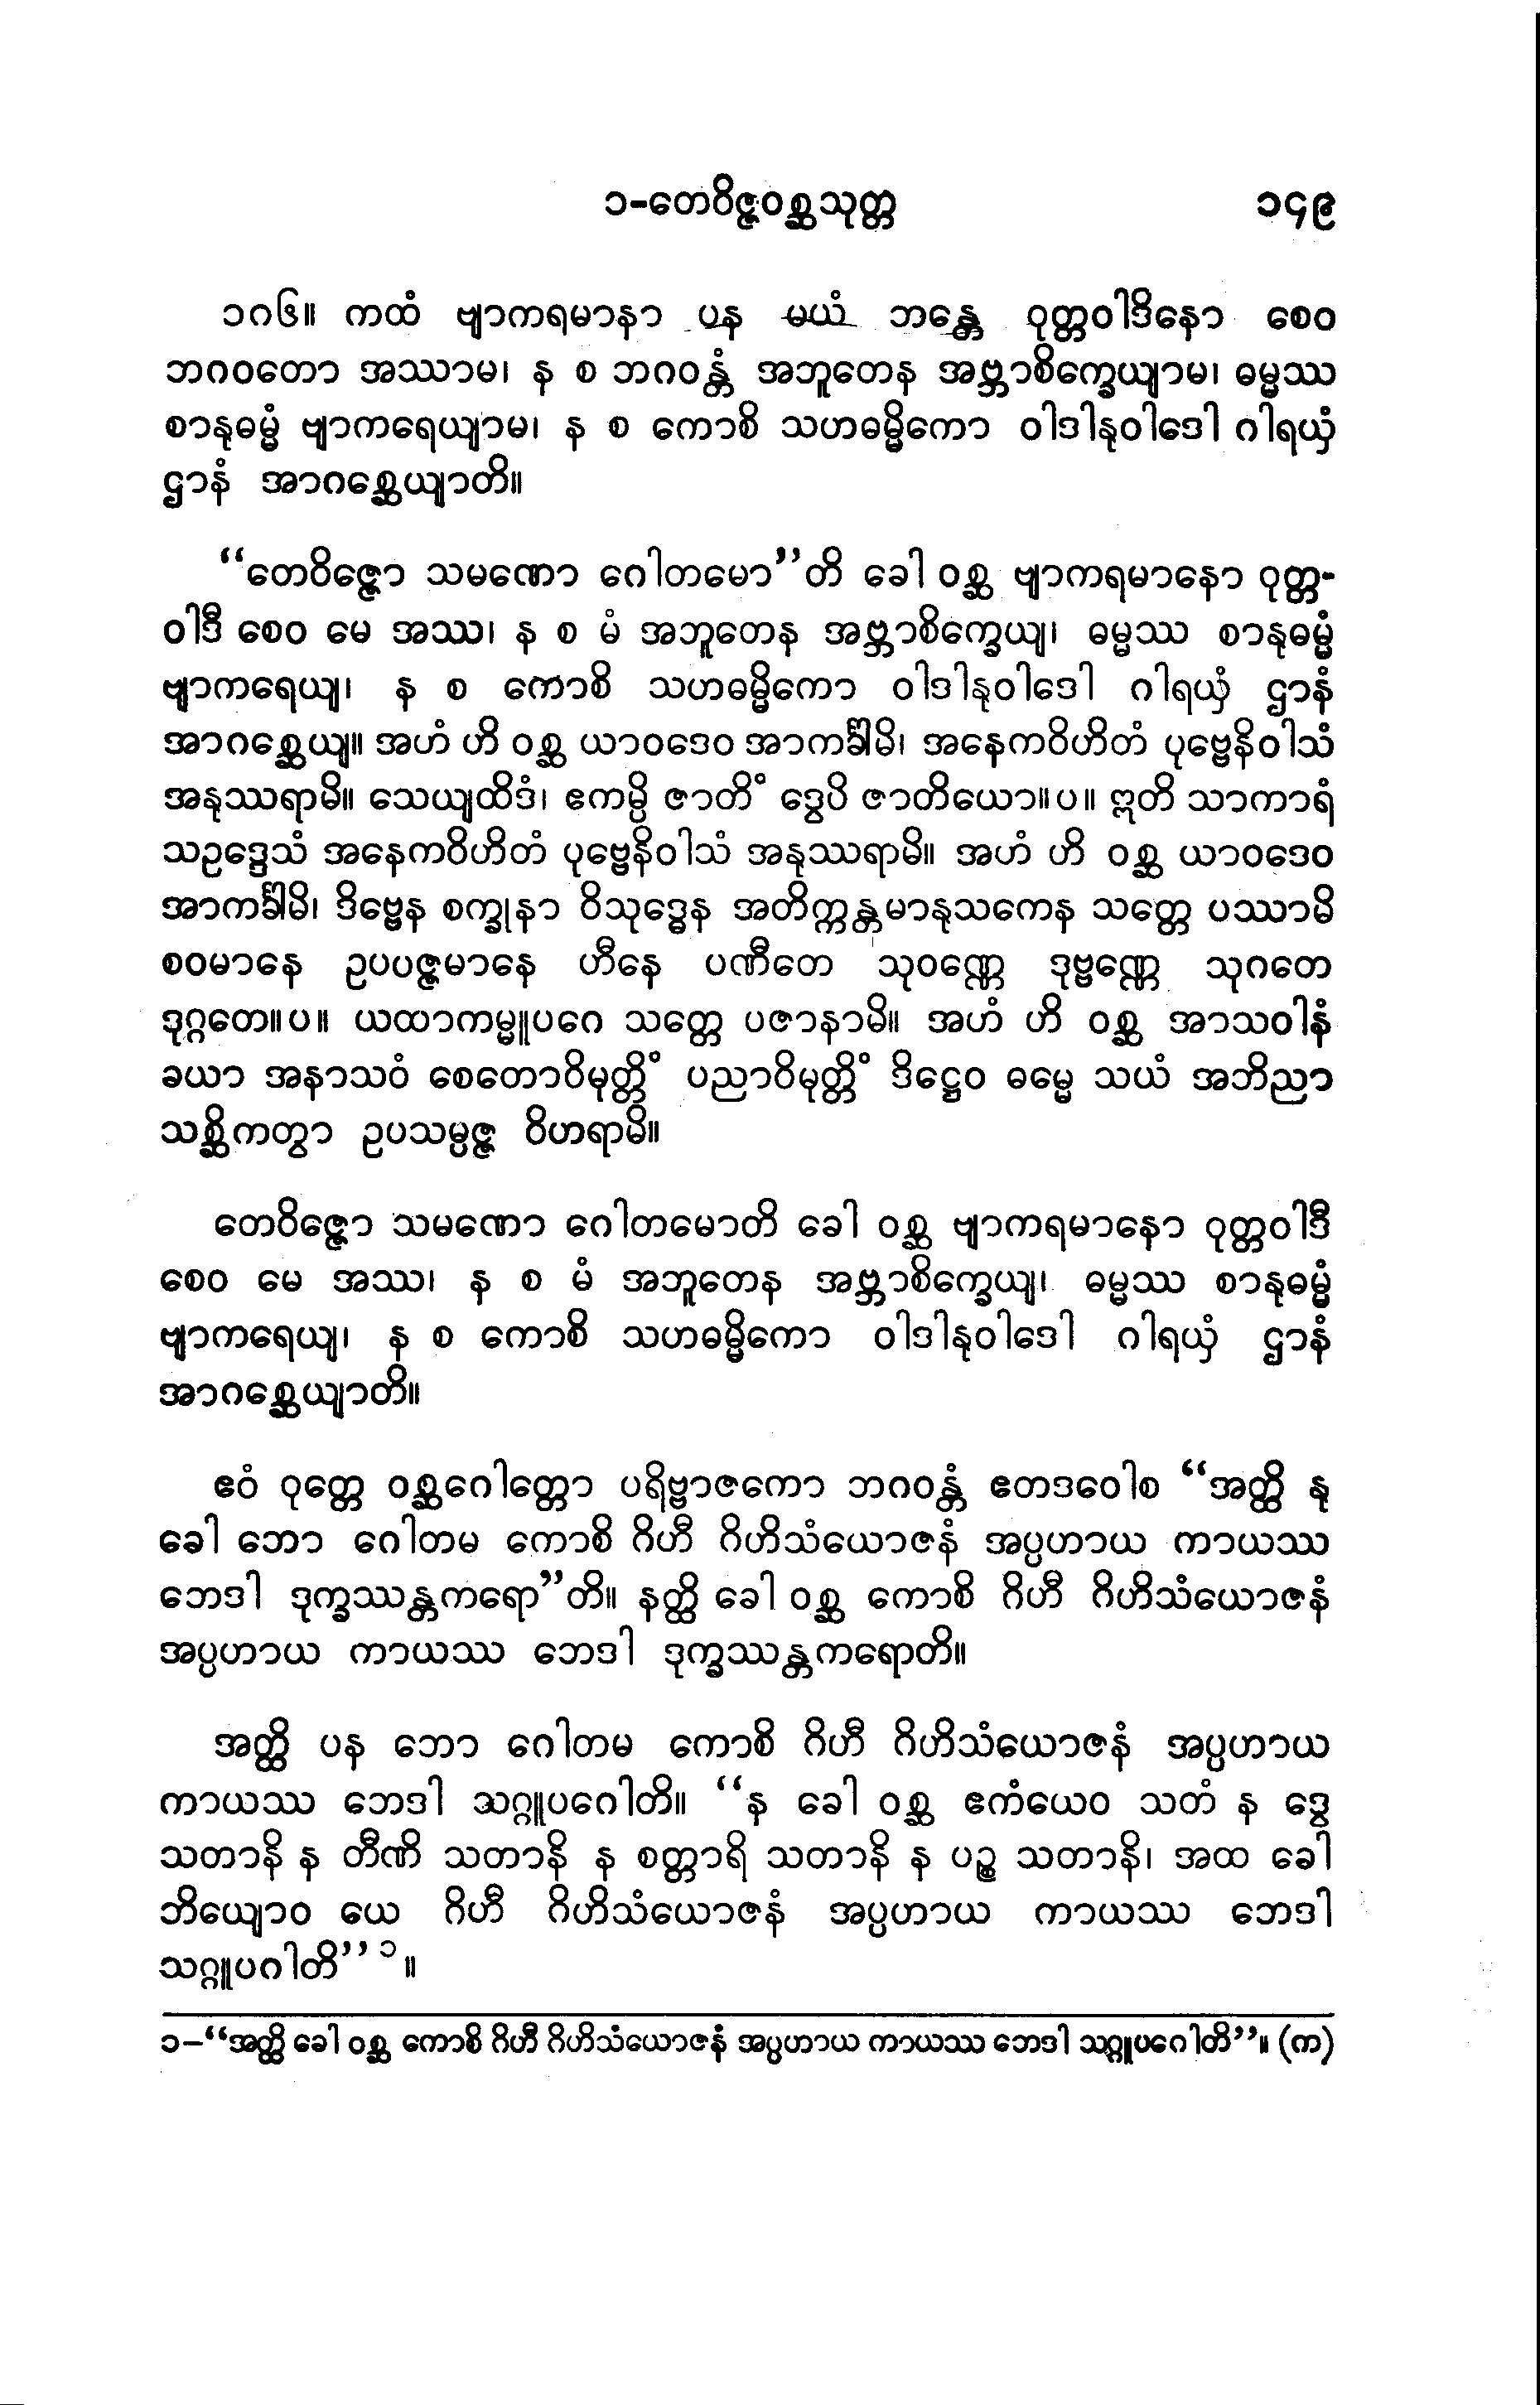 ၁-တေဝိဇ္ဇဝစ္ဆသုတ္တ ၁၄၉
၁ဂ၆။ ကထံ ဗျာကရမာနာ ပန မယံ ဘန္တေ ဝုတ္တဝါဒိနော စေဝ
ဘဂဝတော အဿာမ၊ န စ ဘဂဝန္တံ အဘူတေန အဗ္ဘာစိက္ခေယျာမ၊ ဓမ္မဿ
စာနုဓမ္မံ ဗျာကရေယျာမ၊ န စ ကောစိ သဟဓမ္မိကော ဝါဒါနုဝါဒေါ ဂါရယှံ
ဌာနံ အာဂစ္ဆေယျာတိ။
“တေဝိဇ္ဇော သမဏော ဂေါတမော”တိ ခေါ ဝစ္ဆ ဗျာကရမာနော ဝုတ္တ-
ဝါဒီ စေဝ မေ အဿ၊ န စ မံ အဘူတေန အဗ္ဘာစိက္ခေယျ၊ ဓမ္မဿ စာနုဓမ္မံ
ဗျာကရေယျ၊ န စ ကောစိ သဟဓမ္မိကော ဝါဒါနုဝါဒေါ ဂါရယှံ ဌာနံ
အာဂစ္ဆေယျ။ အဟံ ဟိ ဝစ္ဆ ယာဝဒေဝ အာကင်္ခါမိ၊ အနေကဝိဟိတံ ပုဗ္ဗေနိဝါသံ
အနုဿရာမိ။ သေယျထိဒံ၊ ဧကမ္ပိ ဇာတိံ ဒွေပိ ဇာတိယော။ပ။ ဣတိ သာကာရံ
သဥဒ္ဒေသံ အနေကဝိဟိတံ ပုဗ္ဗေနိဝါသံ အနုဿရာမိ။ အဟံ ဟိ ဝစ္ဆ ယာဝဒေဝ
အာကင်္ခါမိ၊ ဒိဗ္ဗေန စက္ခုနာ ဝိသုဒ္ဓေန အတိက္ကန္တမာနုသကေန သတ္တေ ပဿာမိ
စဝမာနေ ဥပပဇ္ဇမာနေ ဟီနေ ပဏီတေ သုဝဏ္ဏေ ဒုဗ္ဗဏ္ဏေ သုဂတေ
ဒုဂ္ဂတေ။ပ။ ယထာကမ္မူပဂေ သတ္တေ ပဇာနာမိ။ အဟံ ဟိ ဝစ္ဆ အာသဝါနံ
ခယာ အနာသဝံ စေတောဝိမုတ္တိံ ပညာဝိမုတ္တိံ ဒိဋ္ဌေဝ ဓမ္မေ သယံ အဘိညာ
သစ္ဆိကတွာ ဥပသမ္ပဇ္ဇ ဝိဟရာမိ။
တေဝိဇ္ဇော သမဏော ဂေါတမောတိ ခေါ ဝစ္ဆ ဗျာကရမာနော ဝုတ္တဝါဒီ
စေဝ မေ အဿ၊ န စ မံ အဘူတေန အဗ္ဘာစိက္ခေယျ၊ ဓမ္မဿ စာနုဓမ္မံ
ဗျာကရေယျ၊ န စ ကောစိ သဟဓမ္မိကော ဝါဒါနုဝါဒေါ ဂါရယှံ ဌာနံ
အာဂစ္ဆေယျာတိ။
ဧဝံ ဝုတ္တေ ဝစ္ဆဂေါတ္တော ပရိဗ္ဗာဇကော ဘဂဝန္တံ ဧတဒဝေါစ “အတ္ထိ နု
ခေါ ဘော ဂေါတမ ကောစိ ဂိဟီ ဂိဟိသံယောဇနံ အပ္ပဟာယ ကာယဿ
ဘေဒါ ဒုက္ခဿန္တကရော”တိ။ နတ္ထိ ခေါ ဝစ္ဆ ကောစိ ဂိဟီ ဂိဟိသံယောဇနံ
အပ္ပဟာယ ကာယဿ ဘေဒါ ဒုက္ခဿန္တကရောတိ။
အတ္ထိ ပန ဘော ဂေါတမ ကောစိ ဂိဟီ ဂိဟိသံယောဇနံ အပ္ပဟာယ
ကာယဿ ဘေဒါ သဂ္ဂူပဂေါတိ။ “န ခေါ ဝစ္ဆ ဧကံယေဝ သတံ န ဒွေ
သတာနိ န တီဏိ သတာနိ န စတ္တာရိ သတာနိ န ပဉ္စ သတာနိ၊ အထ ခေါ
ဘိယျောဝ ယေ ဂိဟီ ဂိဟိသံယောဇနံ အပ္ပဟာယ ကာယဿ ဘေဒါ
သဂ္ဂူပဂါတိ”၁။
၁–“အတ္ထိ ခေါ ဝစ္ဆ ကောစိ ဂိဟီ ဂိဟိသံယောဇနံ အပ္ပဟာယ ကာယဿ ဘေဒါ သဂ္ဂူပဂေါတိ”။ (က)